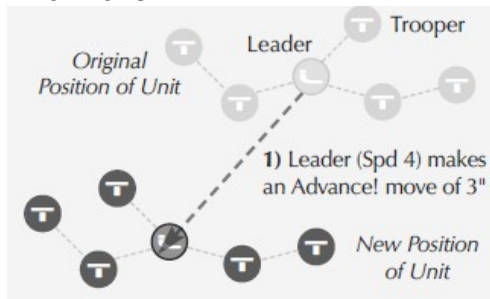 Trooper
Leader
Original
Position of Unit
T
T
L
T
T
T
1) Leader (Spd 4) makes
an Advance! move of 3"
T
T
L
T
T
T
New Position
of Unit